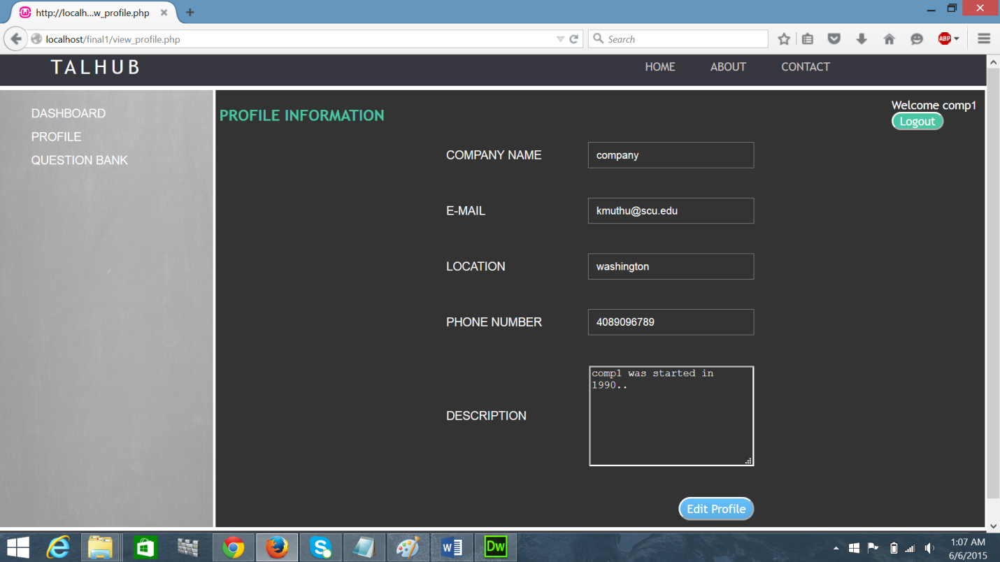 http://localh...w_profile.php
localhost/final1/view_profile.php
Search
ABP
TALHUB
HOME
ABOUT
CONTACT
DASHBOARD
PROFILE
QUESTION BANK
PROFILE INFORMATION
Welcome comp1
Logout
COMPANY NAME
company
E-MAIL
kmuthu@scu.edu
LOCATION
washington
PHONE NUMBER
4089096789
DESCRIPTION
comp1 was started in
1990..
Edit Profile
Dw
1:07 AM
6/6/2015